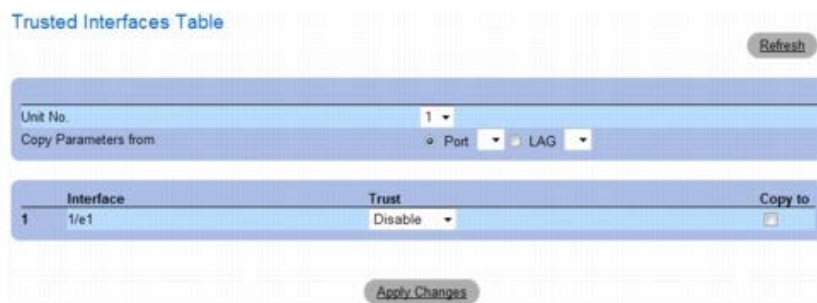 Trusted Interfaces Table
Refresh
Unit No. 1
Copy Parameters from Port LAG
Interface Trust Copy to
1 1/e1 Disable
Apply Changes